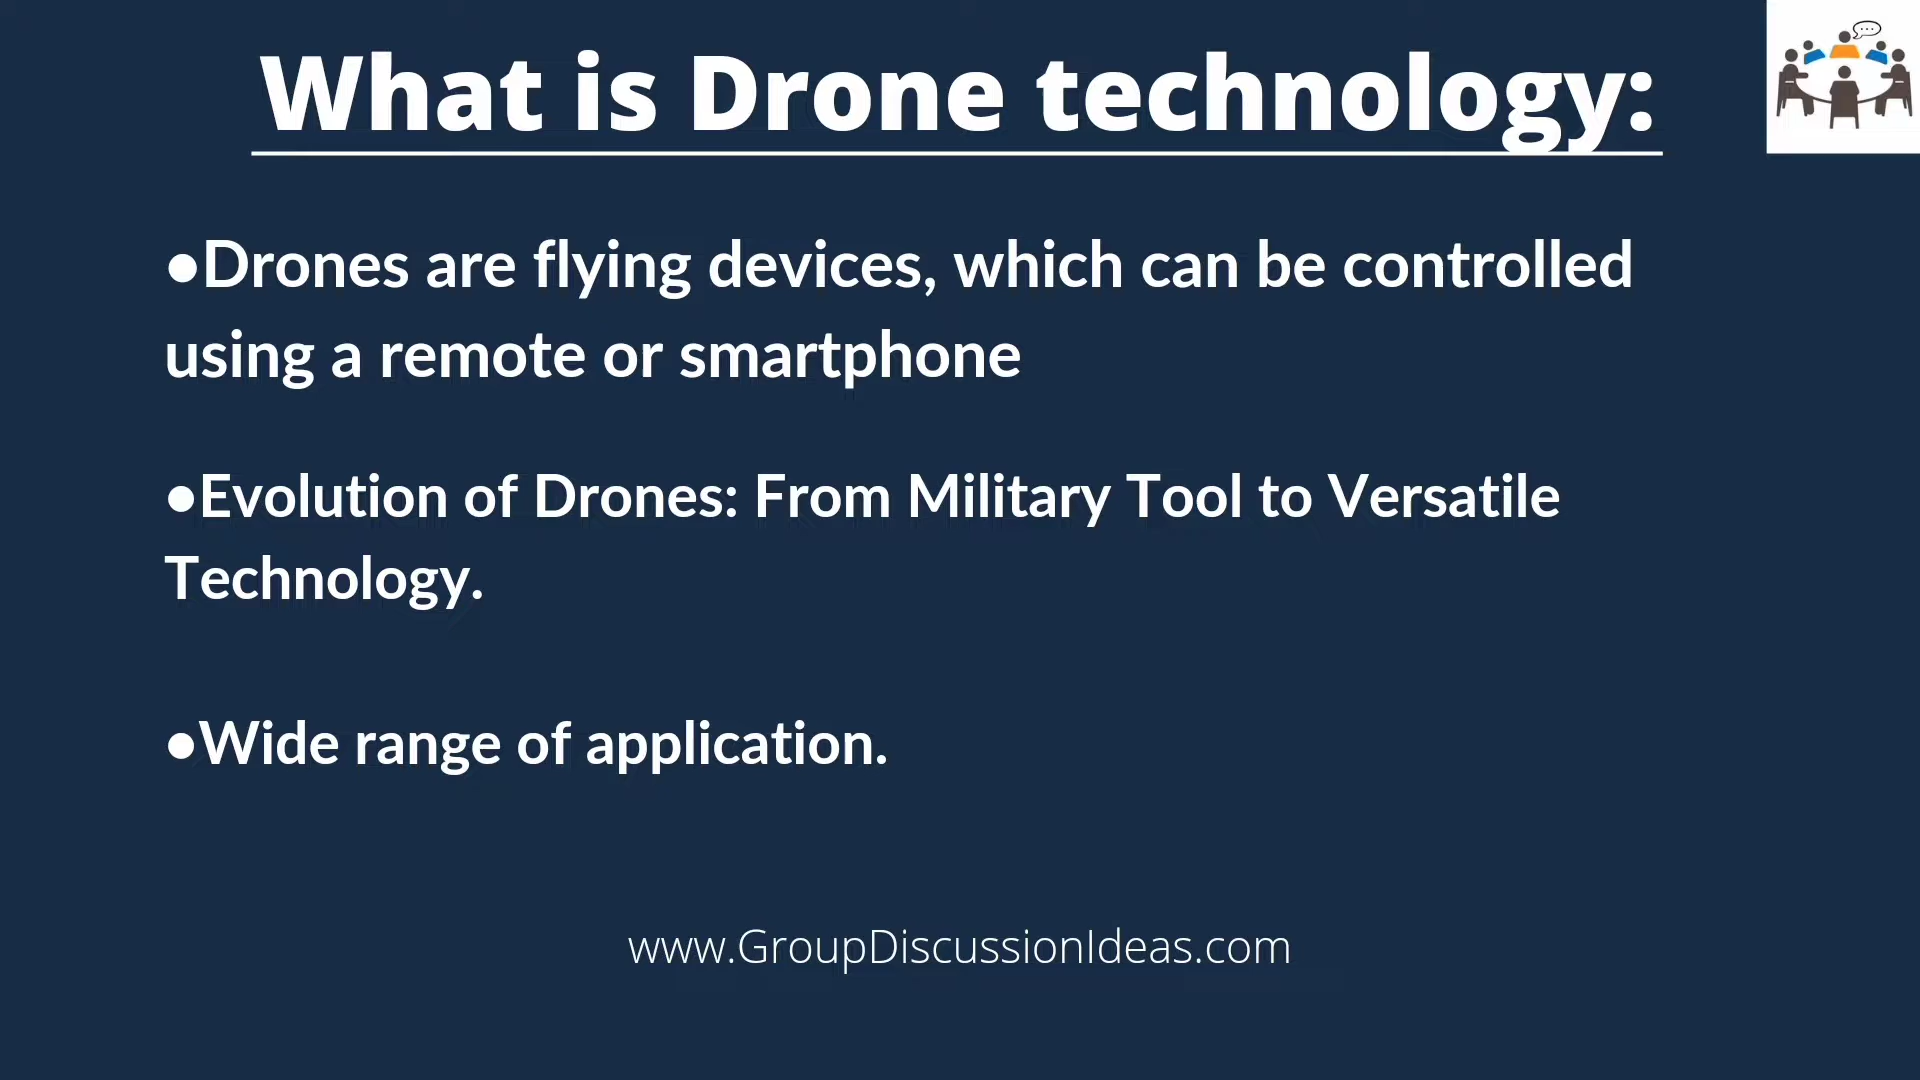 What is Drone technology:
●Drones are flying devices, which can be controlled
using a remote or smartphone
●Evolution of Drones: From Military Tool to Versatile
Technology.
●Wide range of application.
www.GroupDiscussionIdeas.com